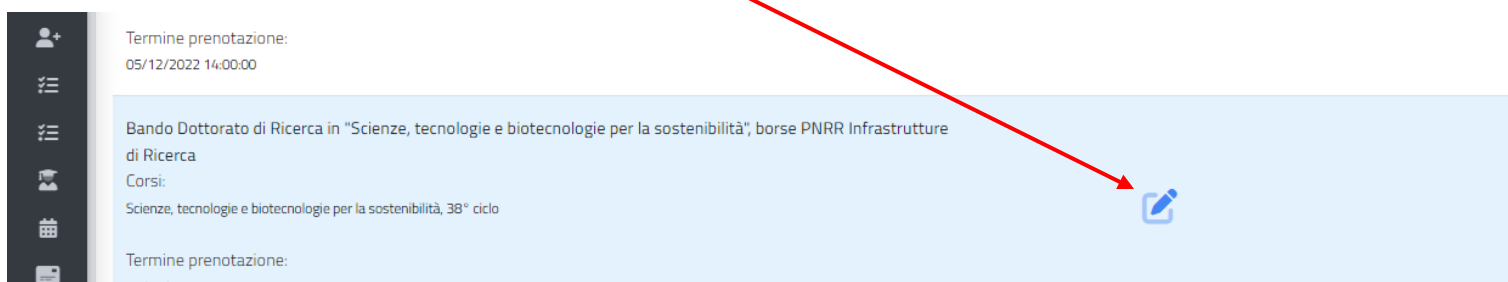 Termine prenotazione:
05/12/2022 14:00:00
Bando Dottorato di Ricerca in "Scienze, tecnologie e biotecnologie per la sostenibilità", borse PNRR Infrastrutture
di Ricerca
Corsi:
Scienze, tecnologie e biotecnologie per la sostenibilità, 38° ciclo
Termine prenotazione: